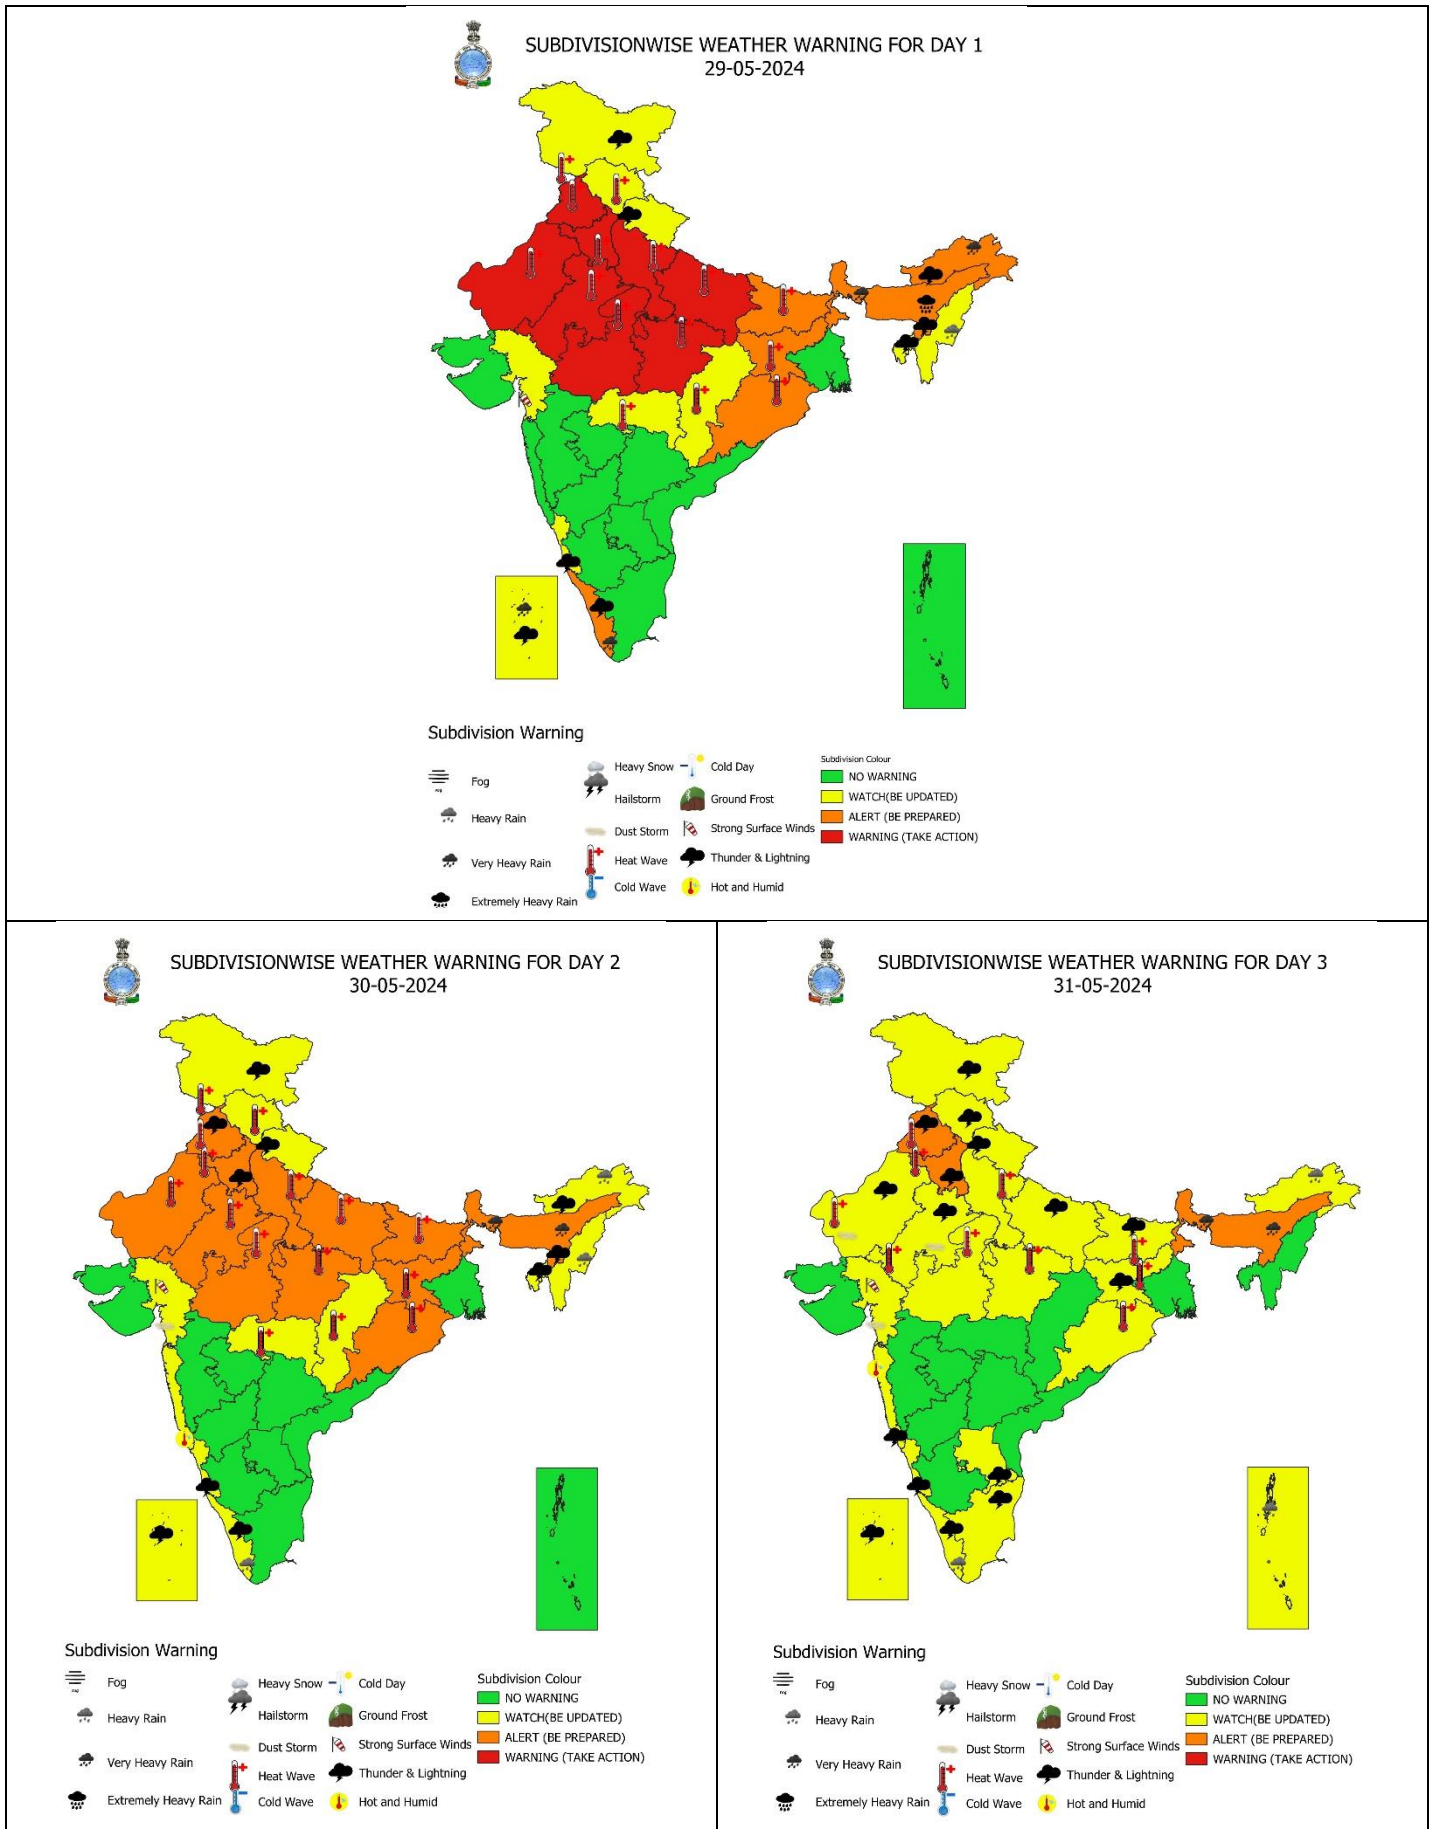 SUBDIVISIONWISE WEATHER WARNING FOR DAY 1
29-05-2024
Subdivision Warning
Fog
Heavy Rain
Very Heavy Rain
Extremely Heavy Rain
Heavy Snow
Hailstorm
Dust Storm
Heat Wave
Cold Wave
Cold Day
Ground Frost
Strong Surface Winds
Thunder & Lightning
Hot and Humid
Subdivision Colour
NO WARNING
WATCH(BE UPDATED)
ALERT (BE PREPARED)
WARNING (TAKE ACTION)
SUBDIVISIONWISE WEATHER WARNING FOR DAY 2
30-05-2024
Subdivision Warning
Fog
Heavy Rain
Very Heavy Rain
Extremely Heavy Rain
Heavy Snow
Hailstorm
Dust Storm
Heat Wave
Cold Wave
Cold Day
Ground Frost
Strong Surface Winds
Thunder & Lightning
Hot and Humid
Subdivision Colour
NO WARNING
WATCH(BE UPDATED)
ALERT (BE PREPARED)
WARNING (TAKE ACTION)
SUBDIVISIONWISE WEATHER WARNING FOR DAY 3
31-05-2024
Subdivision Warning
Fog
Heavy Rain
Very Heavy Rain
Extremely Heavy Rain
Heavy Snow
Hailstorm
Dust Storm
Heat Wave
Cold Wave
Cold Day
Ground Frost
Strong Surface Winds
Thunder & Lightning
Hot and Humid
Subdivision Colour
NO WARNING
WATCH(BE UPDATED)
ALERT (BE PREPARED)
WARNING (TAKE ACTION)